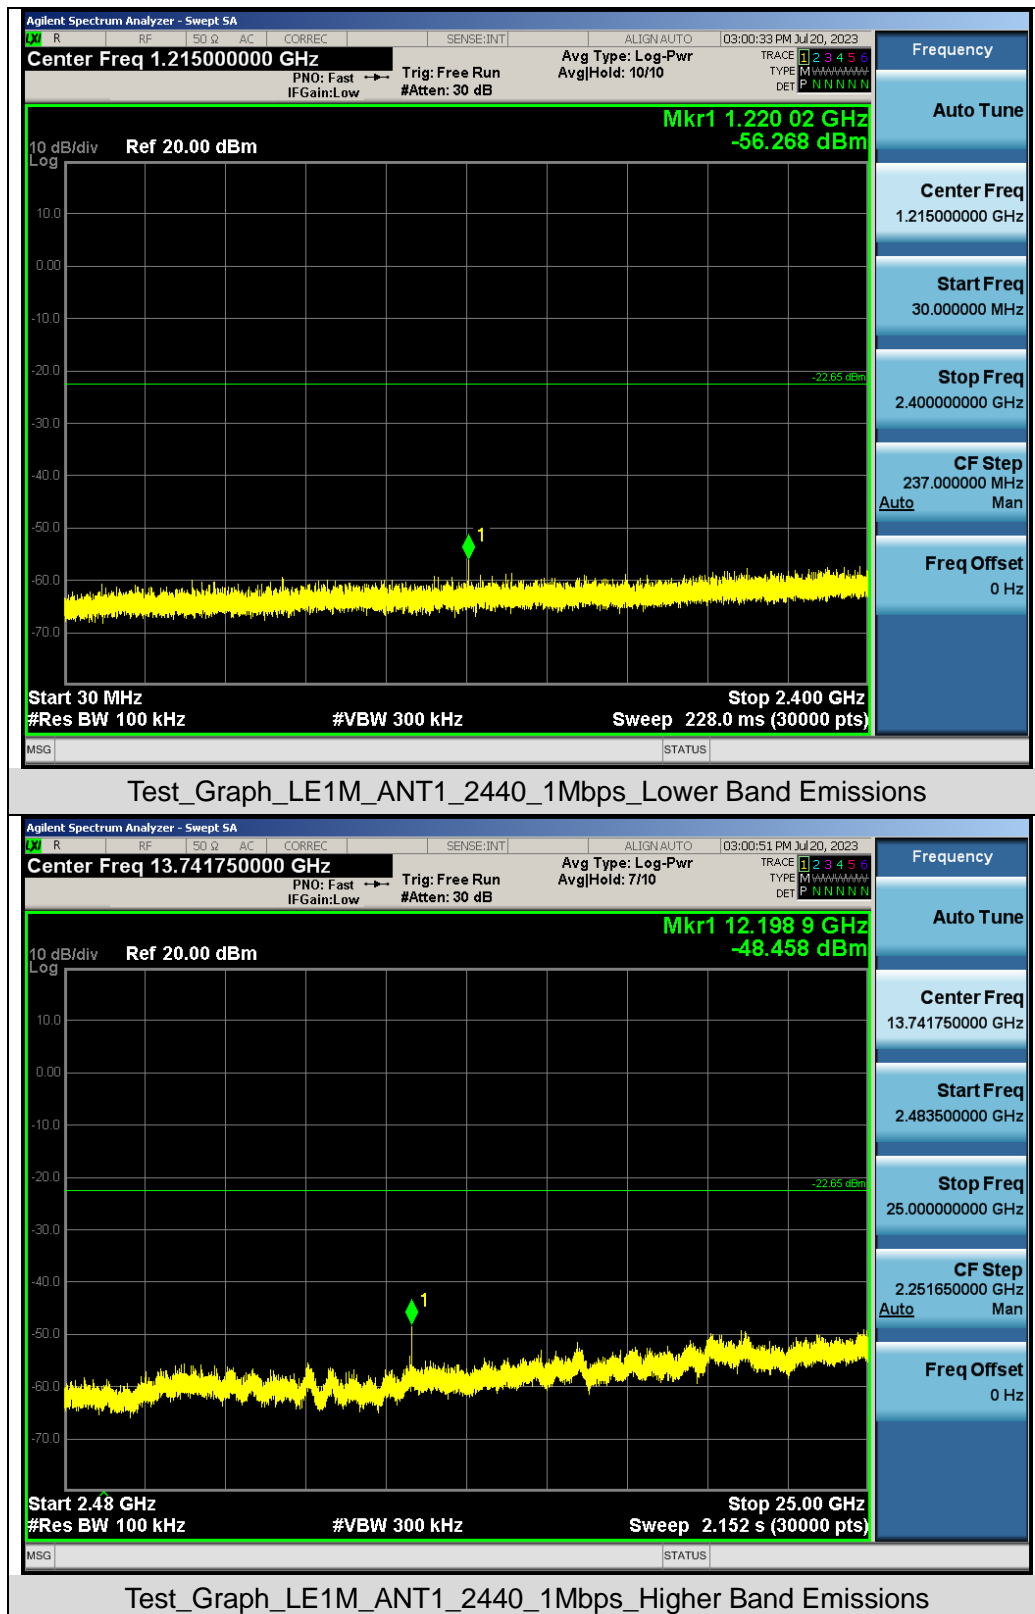 Agilent Spectrum Analyzer - Swept SA
LXI R RF 50 Ω AC CORREC SENSE:INT ALIGN AUTO 03:00:33 PM Jul 20, 2023
Center Freq 1.215000000 GHz
PNO: Fast
IFGain:Low
Trig: Free Run
#Atten: 30 dB
Avg Type: Log-Pwr
Avg|Hold: 10/10
TRACE 1 2 3 4 5 6
TYPE M WWWWW
DET P N N N N N
Frequency
Auto Tune
Center Freq
1.215000000 GHz
Start Freq
30.000000 MHz
Stop Freq
2.400000000 GHz
CF Step
237.000000 MHz
Auto Man
Freq Offset
0 Hz
Mkr1 1.220 02 GHz
-56.268 dBm
10 dB/div Ref 20.00 dBm
Log
10.0
0.00
-10.0
-20.0
-22.65 dBm
-30.0
-40.0
-50.0
1
-60.0
-70.0
Start 30 MHz Stop 2.400 GHz
#Res BW 100 kHz #VBW 300 kHz Sweep 228.0 ms (30000 pts)
MSG STATUS
Test_Graph_LE1M_ANT1_2440_1Mbps_Lower Band Emissions
Agilent Spectrum Analyzer - Swept SA
LXI R RF 50 Ω AC CORREC SENSE:INT ALIGN AUTO 03:00:51 PM Jul 20, 2023
Center Freq 13.741750000 GHz
PNO: Fast
IFGain:Low
Trig: Free Run
#Atten: 30 dB
Avg Type: Log-Pwr
Avg|Hold: 7/10
TRACE 1 2 3 4 5 6
TYPE M WWWWW
DET P N N N N N
Frequency
Auto Tune
Center Freq
13.741750000 GHz
Start Freq
2.483500000 GHz
Stop Freq
25.000000000 GHz
CF Step
2.251650000 GHz
Auto Man
Freq Offset
0 Hz
Mkr1 12.198 9 GHz
-48.458 dBm
10 dB/div Ref 20.00 dBm
Log
10.0
0.00
-10.0
-20.0
-22.65 dBm
-30.0
-40.0
1
-50.0
-60.0
-70.0
Start 2.48 GHz Stop 25.00 GHz
#Res BW 100 kHz #VBW 300 kHz Sweep 2.152 s (30000 pts)
MSG STATUS
Test_Graph_LE1M_ANT1_2440_1Mbps_Higher Band Emissions